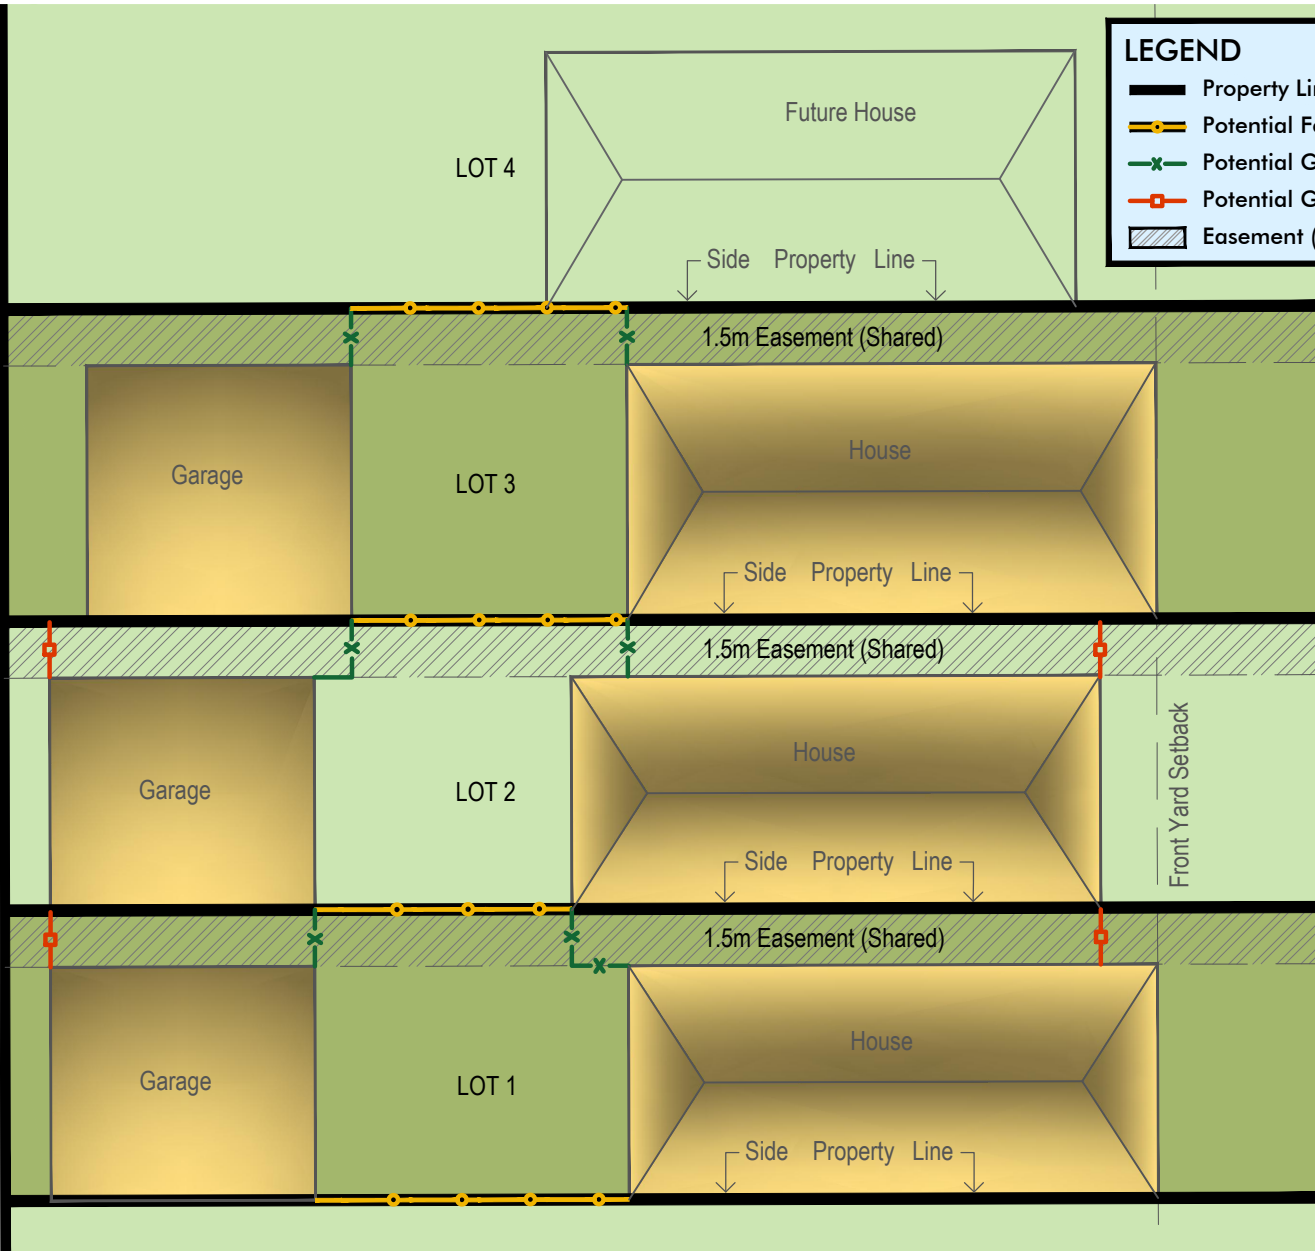 LEGEND
Property Li
Potential F
Potential G
Potential G
Easement (
Future House
LOT 4
Side Property Line
1.5m Easement (Shared)
Garage
LOT 3
House
Side Property Line
1.5m Easement (Shared)
Garage
LOT 2
House
Front Yard Setback
Side Property Line
1.5m Easement (Shared)
Garage
LOT 1
House
Side Property Line